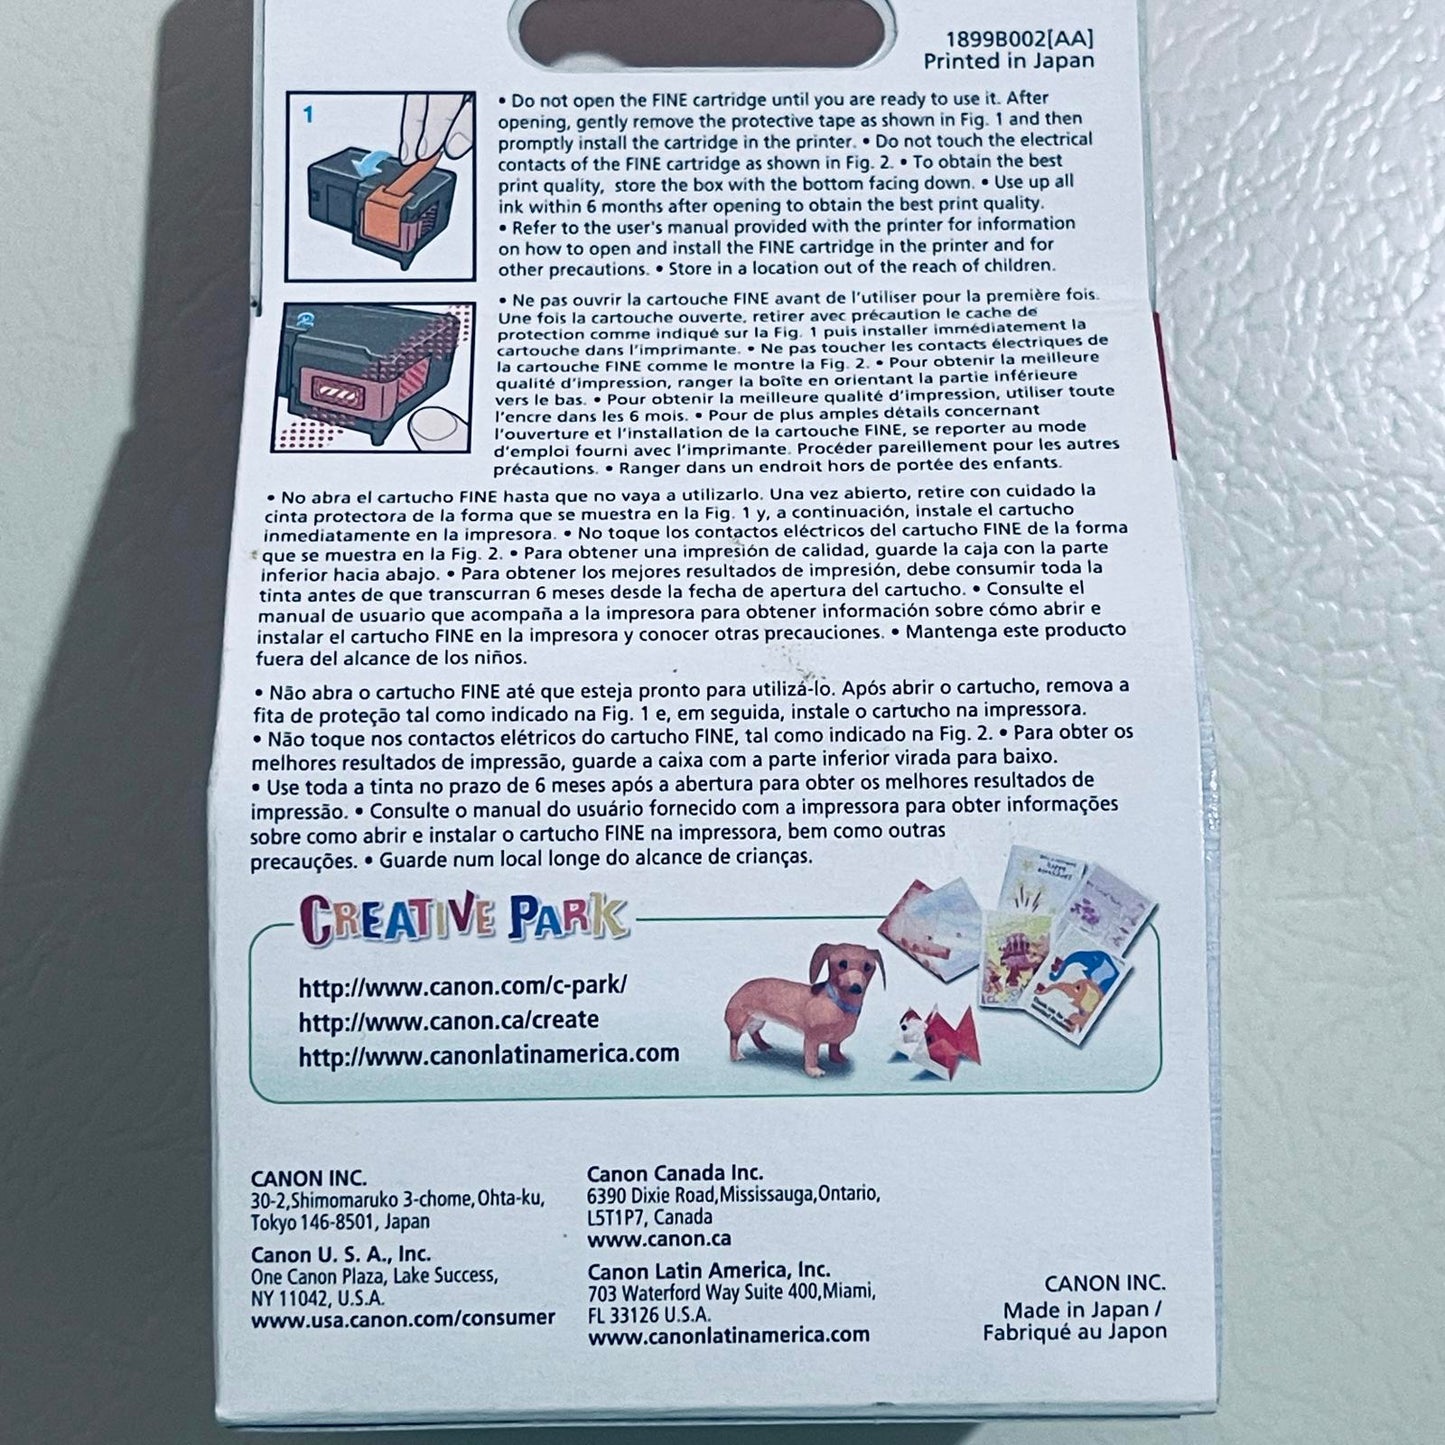 1899B002[AA]
Printed in Japan
1
• Do not open the FINE cartridge until you are ready to use it. After
opening, gently remove the protective tape as shown in Fig. 1 and then
promptly install the cartridge in the printer. • Do not touch the electrical
contacts of the FINE cartridge as shown in Fig. 2. • To obtain the best
print quality, store the box with the bottom facing down. • Use up all
ink within 6 months after opening to obtain the best print quality.
• Refer to the user's manual provided with the printer for information
on how to open and install the FINE cartridge in the printer and for
other precautions. • Store in a location out of the reach of children.
2
• Ne pas ouvrir la cartouche FINE avant de l'utiliser pour la première fois.
Une fois la cartouche ouverte, retirer avec précaution le cache de
protection comme indiqué sur la Fig. 1 puis installer immédiatement la
cartouche dans l'imprimante. • Ne pas toucher les contacts électriques de
la cartouche FINE comme le montre la Fig. 2. • Pour obtenir la meilleure
qualité d'impression, ranger la boîte en orientant la partie inférieure
vers le bas. • Pour obtenir la meilleure qualité d'impression, utiliser toute
l'encre dans les 6 mois. • Pour de plus amples détails concernant
l'ouverture et l'installation de la cartouche FINE, se reporter au mode
d'emploi fourni avec l'imprimante. Procéder pareillement pour les autres
précautions. • Ranger dans un endroit hors de portée des enfants.
• No abra el cartucho FINE hasta que no vaya a utilizarlo. Una vez abierto, retire con cuidado la
cinta protectora de la forma que se muestra en la Fig. 1 y, a continuación, instale el cartucho
inmediatamente en la impresora. • No toque los contactos eléctricos del cartucho FINE de la forma
que se muestra en la Fig. 2. • Para obtener una impresión de calidad, guarde la caja con la parte
inferior hacia abajo. • Para obtener los mejores resultados de impresión, debe consumir toda la
tinta antes de que transcurran 6 meses desde la fecha de apertura del cartucho. • Consulte el
manual de usuario que acompaña a la impresora para obtener información sobre cómo abrir e
instalar el cartucho FINE en la impresora y conocer otras precauciones. • Mantenga este producto
fuera del alcance de los niños.
• Não abra o cartucho FINE até que esteja pronto para utilizá-lo. Após abrir o cartucho, remova a
fita de proteção tal como indicado na Fig. 1 e, em seguida, instale o cartucho na impressora.
• Não toque nos contactos elétricos do cartucho FINE, tal como indicado na Fig. 2. • Para obter os
melhores resultados de impressão, guarde a caixa com a parte inferior virada para baixo.
• Use toda a tinta no prazo de 6 meses após a abertura para obter os melhores resultados de
impressão. • Consulte o manual do usuário fornecido com a impressora para obter informações
sobre como abrir e instalar o cartucho FINE na impressora, bem como outras
precauções. • Guarde num local longe do alcance de crianças.
CREATIVE PARK
http://www.canon.com/c-park/
http://www.canon.ca/create
http://www.canonlatinamerica.com
CANON INC.
30-2,Shimomaruko 3-chome,Ohta-ku,
Tokyo 146-8501, Japan
Canon U. S. A., Inc.
One Canon Plaza, Lake Success,
NY 11042, U.S.A.
www.usa.canon.com/consumer
Canon Canada Inc.
6390 Dixie Road,Mississauga,Ontario,
L5T1P7, Canada
www.canon.ca
Canon Latin America, Inc.
703 Waterford Way Suite 400,Miami,
FL 33126 U.S.A.
www.canonlatinamerica.com
CANON INC.
Made in Japan /
Fabriqué au Japon